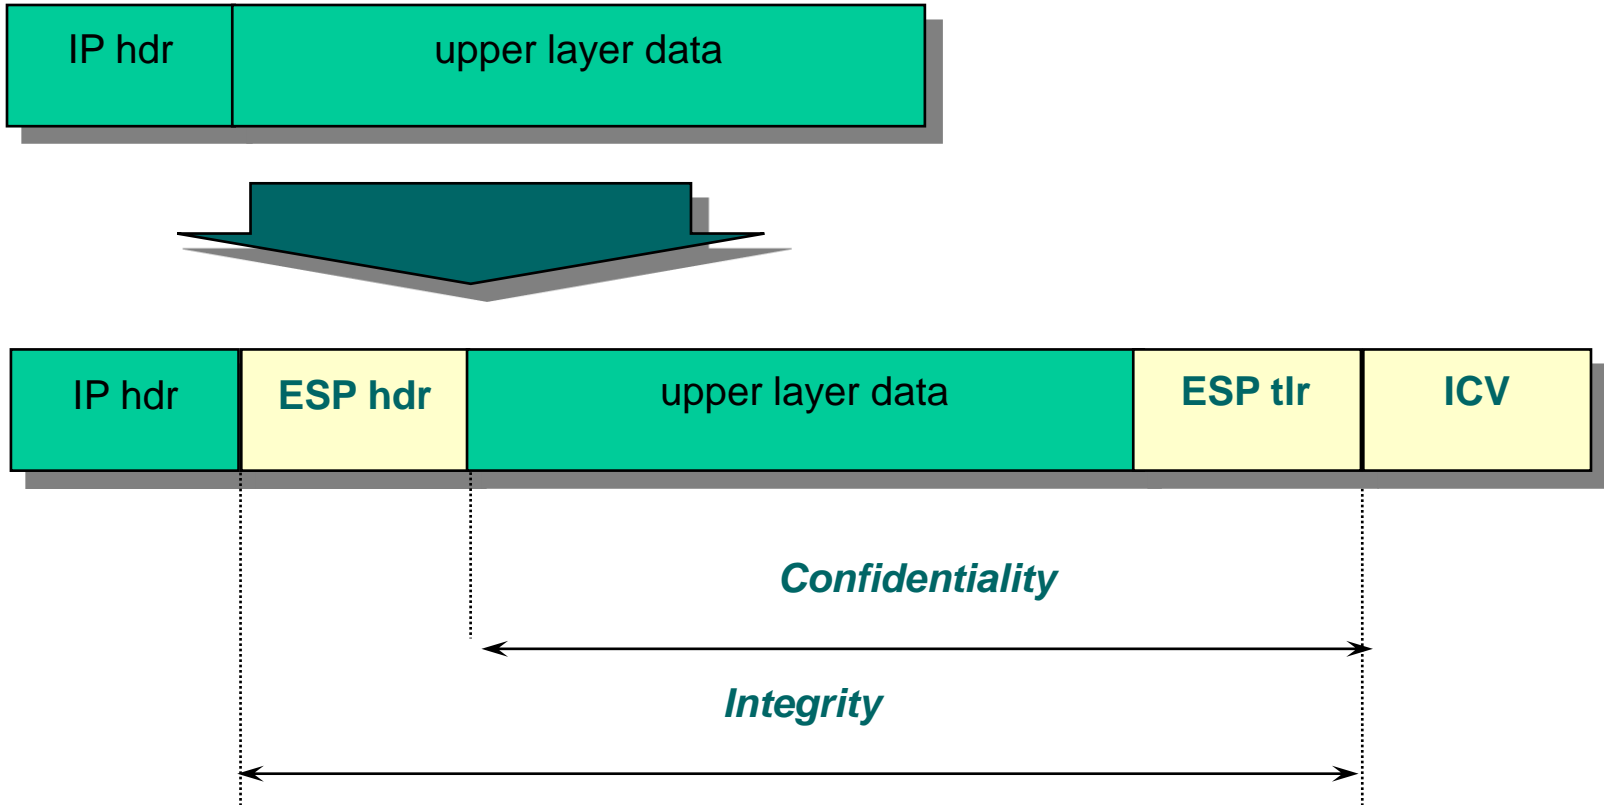 IP hdr upper layer data
IP hdr ESP hdr upper layer data ESP tlr ICV
Confidentiality
Integrity